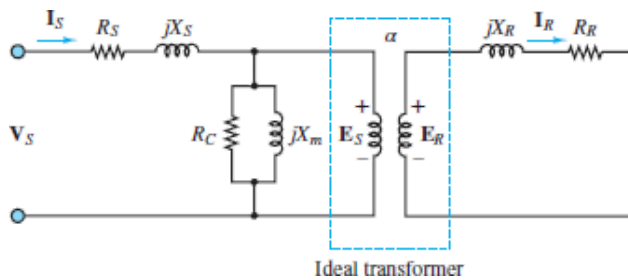 I_S R_S jX_S α jX_R I_R R_R
V_S R_C jX_m + E_S − + E_R −
Ideal transformer